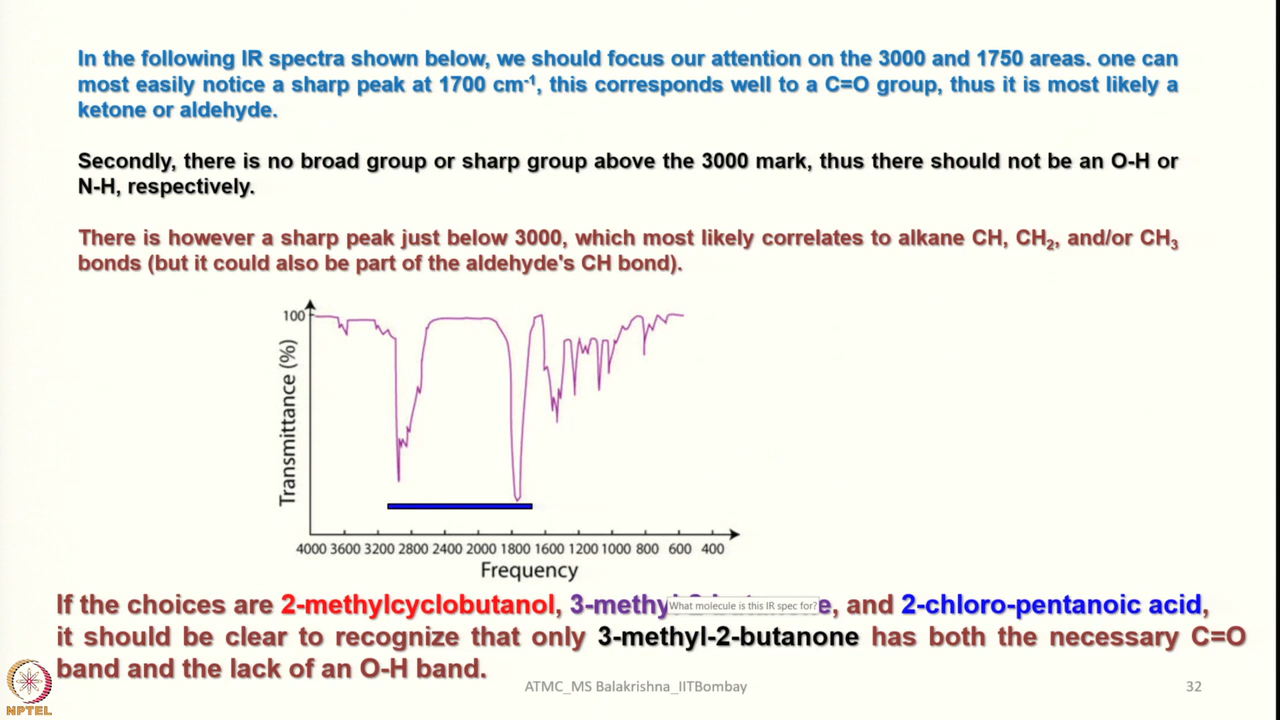 In the following IR spectra shown below, we should focus our attention on the 3000 and 1750 areas. one can
most easily notice a sharp peak at 1700 cm-1, this corresponds well to a C=O group, thus it is most likely a
ketone or aldehyde.
Secondly, there is no broad group or sharp group above the 3000 mark, thus there should not be an O-H or
N-H, respectively.
There is however a sharp peak just below 3000, which most likely correlates to alkane CH, CH2, and/or CH3
bonds (but it could also be part of the aldehyde's CH bond).
100
Transmittance (%)
4000 3600 3200 2800 2400 2000 1800 1600 1200 1000 800 600 400
Frequency
If the choices are 2-methylcyclobutanol, 3-methy e, and 2-chloro-pentanoic acid,
What molecule is this IR spec for?
it should be clear to recognize that only 3-methyl-2-butanone has both the necessary C=O
band and the lack of an O-H band.
NPTEL
ATMC_MS Balakrishna_IITBombay
32